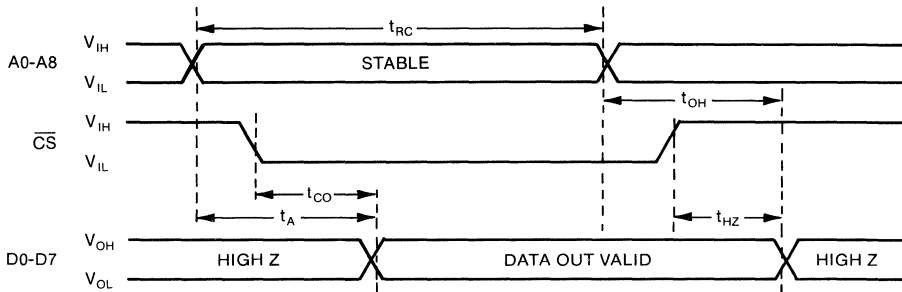 t_RC
V_IH
A0-A8
STABLE
V_IL
t_OH
V_IH
C̅S̅
V_IL
t_CO
t_A
t_HZ
V_OH
D0-D7
HIGH Z
DATA OUT VALID
HIGH Z
V_OL